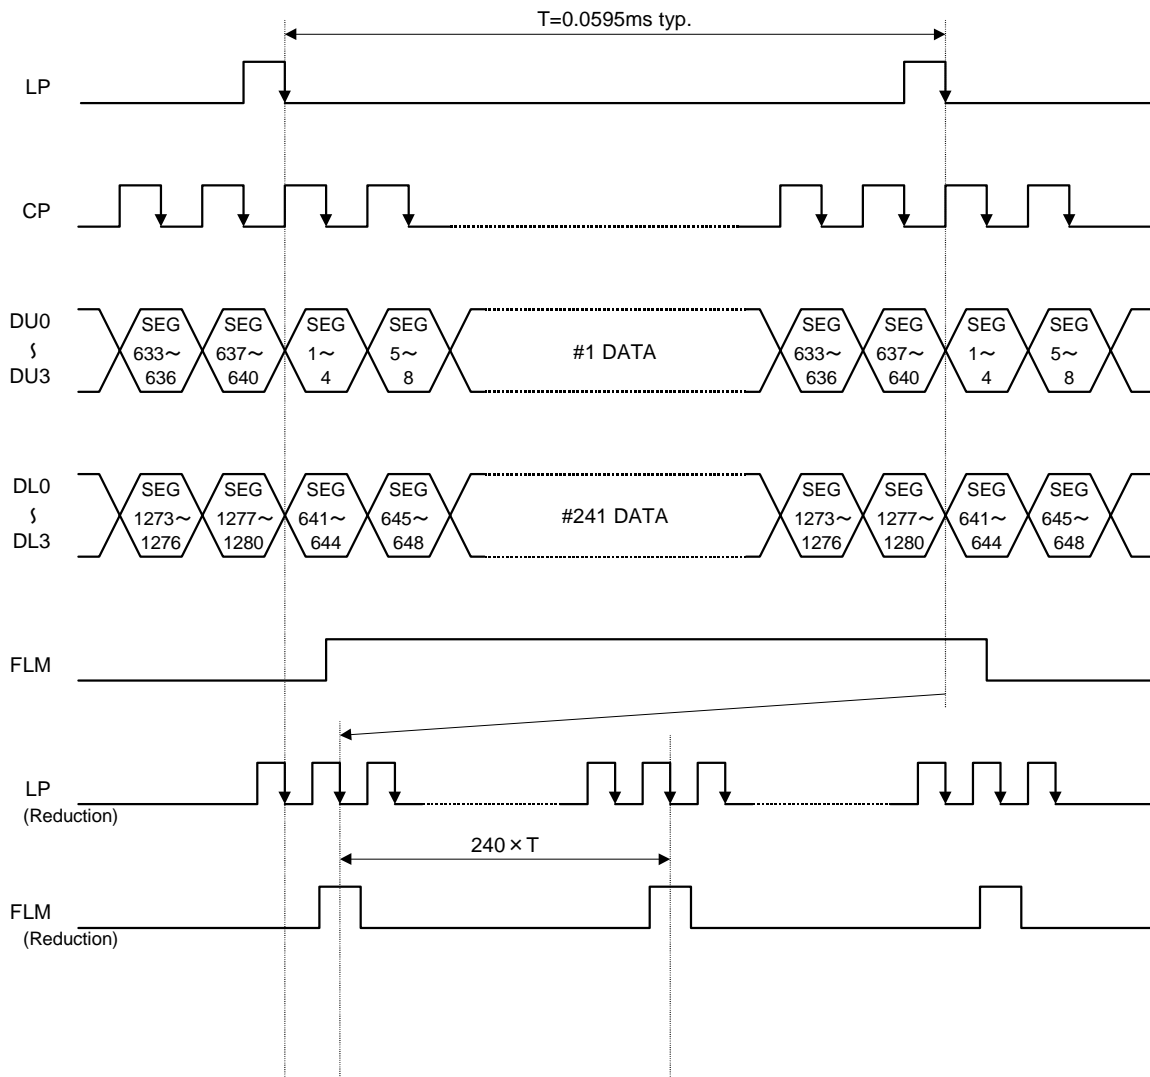 T=0.0595ms typ.
LP
CP
DU0
SEG SEG SEG SEG SEG SEG SEG SEG
633～ 637～ 1～ 5～ #1 DATA 633～ 637～ 1～ 5～
DU3
636 640 4 8 636 640 4 8
DL0
SEG SEG SEG SEG SEG SEG SEG SEG
1273～ 1277～ 641～ 645～ #241 DATA 1273～ 1277～ 641～ 645～
DL3
1276 1280 644 648 1276 1280 644 648
FLM
LP
(Reduction)
240×T
FLM
(Reduction)